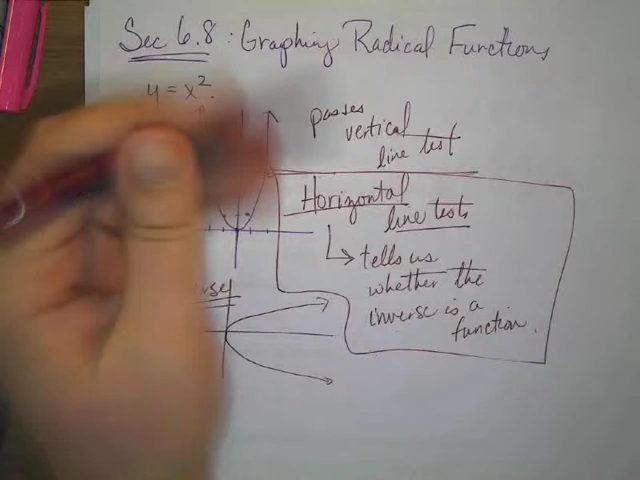 Sec 6.8 : Graphing Radical Functions
y = x².
passes
vertical
line test
Horizontal
line tests
tells us
whether the
inverse is a
function.